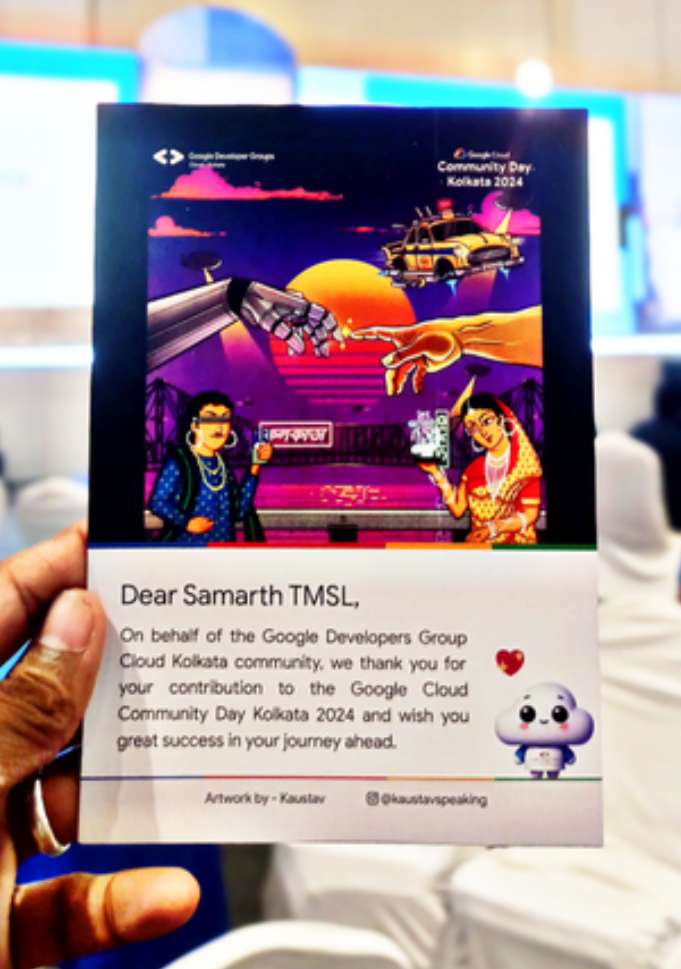 Google Developer Groups
Google Cloud
Community Day
Kolkata 2024
Dear Samarth TMSL,
On behalf of the Google Developers Group
Cloud Kolkata community, we thank you for
your contribution to the Google Cloud
Community Day Kolkata 2024 and wish you
great success in your journey ahead.
Artwork by - Kaustav
@kaustavspeaking